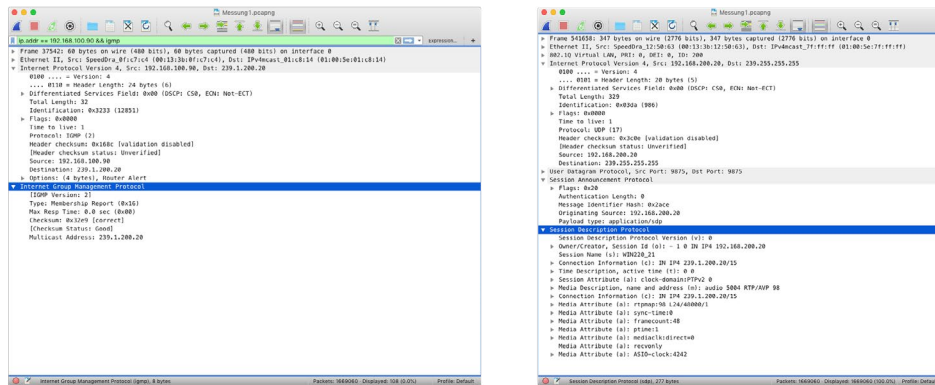 Messung1.pcapng
ip.addr == 192.168.100.90 && igmp
Expression... +
Frame 37542: 60 bytes on wire (480 bits), 60 bytes captured (480 bits) on interface 0
Ethernet II, Src: SpeedDra_0f:c7:c4 (00:13:3b:0f:c7:c4), Dst: IPv4mcast_01:c8:14 (01:00:5e:01:c8:14)
Internet Protocol Version 4, Src: 192.168.100.90, Dst: 239.1.200.20
0100 .... = Version: 4
.... 0110 = Header Length: 24 bytes (6)
Differentiated Services Field: 0x00 (DSCP: CS0, ECN: Not-ECT)
Total Length: 32
Identification: 0x3233 (12851)
Flags: 0x0000
Time to live: 1
Protocol: IGMP (2)
Header checksum: 0x168c [validation disabled]
[Header checksum status: Unverified]
Source: 192.168.100.90
Destination: 239.1.200.20
Options: (4 bytes), Router Alert
Internet Group Management Protocol
[IGMP Version: 2]
Type: Membership Report (0x16)
Max Resp Time: 0.0 sec (0x00)
Checksum: 0x32e9 [correct]
[Checksum Status: Good]
Multicast Address: 239.1.200.20
Internet Group Management Protocol (igmp), 8 bytes
Packets: 1669060 · Displayed: 108 (0.0%)
Profile: Default
Messung1.pcapng
Frame 541658: 347 bytes on wire (2776 bits), 347 bytes captured (2776 bits) on interface 0
Ethernet II, Src: SpeedDra_12:50:63 (00:13:3b:12:50:63), Dst: IPv4mcast_7f:ff:ff (01:00:5e:7f:ff:ff)
802.1Q Virtual LAN, PRI: 0, DEI: 0, ID: 200
Internet Protocol Version 4, Src: 192.168.200.20, Dst: 239.255.255.255
0100 .... = Version: 4
.... 0101 = Header Length: 20 bytes (5)
Differentiated Services Field: 0x00 (DSCP: CS0, ECN: Not-ECT)
Total Length: 329
Identification: 0x03da (986)
Flags: 0x0000
Time to live: 1
Protocol: UDP (17)
Header checksum: 0x3c0e [validation disabled]
[Header checksum status: Unverified]
Source: 192.168.200.20
Destination: 239.255.255.255
User Datagram Protocol, Src Port: 9875, Dst Port: 9875
Session Announcement Protocol
Flags: 0x20
Authentication Length: 0
Message Identifier Hash: 0x2ace
Originating Source: 192.168.200.20
Payload type: application/sdp
Session Description Protocol
Session Description Protocol Version (v): 0
Owner/Creator, Session Id (o): - 1 0 IN IP4 192.168.200.20
Session Name (s): WIN220_21
Connection Information (c): IN IP4 239.1.200.20/15
Time Description, active time (t): 0 0
Session Attribute (a): clock-domain:PTPv2 0
Media Description, name and address (m): audio 5004 RTP/AVP 98
Connection Information (c): IN IP4 239.1.200.20/15
Media Attribute (a): rtpmap:98 L24/48000/1
Media Attribute (a): sync-time:0
Media Attribute (a): framecount:48
Media Attribute (a): ptime:1
Media Attribute (a): mediaclk:direct=0
Media Attribute (a): recvonly
Media Attribute (a): ASIO-clock:4242
Session Description Protocol (sdp), 277 bytes
Packets: 1669060 · Displayed: 1669060 (100.0%)
Profile: Default